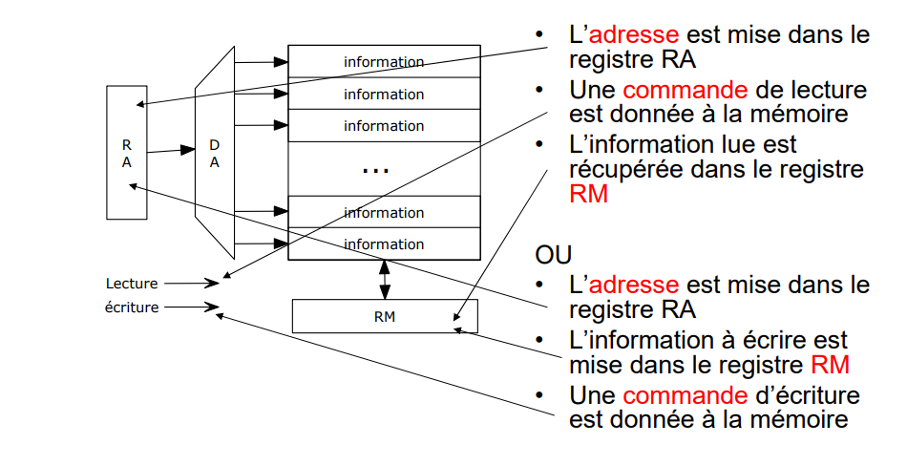 information
information
information
...
information
information
R
A
D
A
Lecture
écriture
RM
• L’adresse est mise dans le
registre RA
• Une commande de lecture
est donnée à la mémoire
• L’information lue est
récupérée dans le registre
RM
OU
• L’adresse est mise dans le
registre RA
• L’information à écrire est
mise dans le registre RM
• Une commande d’écriture
est donnée à la mémoire